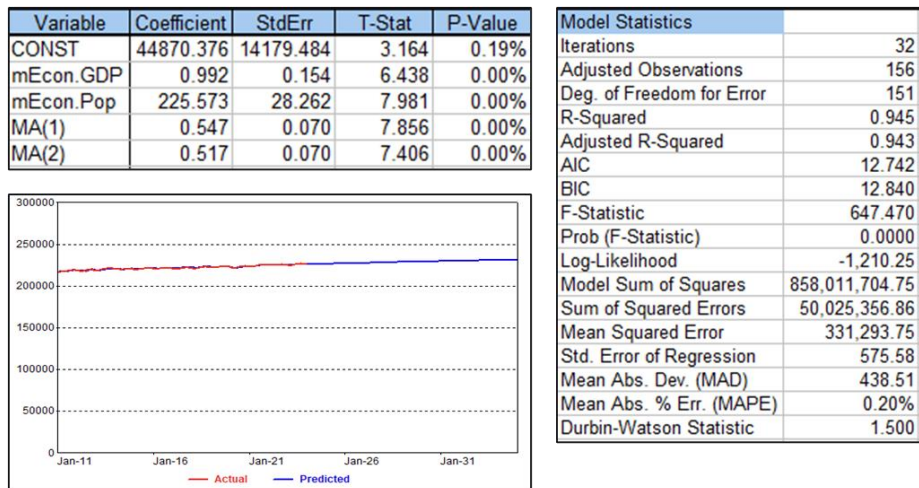 Variable Coefficient StdErr T-Stat P-Value
CONST 44870.376 14179.484 3.164 0.19%
mEcon.GDP 0.992 0.154 6.438 0.00%
mEcon.Pop 225.573 28.262 7.981 0.00%
MA(1) 0.547 0.070 7.856 0.00%
MA(2) 0.517 0.070 7.406 0.00%
300000
250000
200000
150000
100000
50000
0
Jan-11 Jan-16 Jan-21 Jan-26 Jan-31
Actual Predicted
Model Statistics
Iterations 32
Adjusted Observations 156
Deg. of Freedom for Error 151
R-Squared 0.945
Adjusted R-Squared 0.943
AIC 12.742
BIC 12.840
F-Statistic 647.470
Prob (F-Statistic) 0.0000
Log-Likelihood -1,210.25
Model Sum of Squares 858,011,704.75
Sum of Squared Errors 50,025,356.86
Mean Squared Error 331,293.75
Std. Error of Regression 575.58
Mean Abs. Dev. (MAD) 438.51
Mean Abs. % Err. (MAPE) 0.20%
Durbin-Watson Statistic 1.500